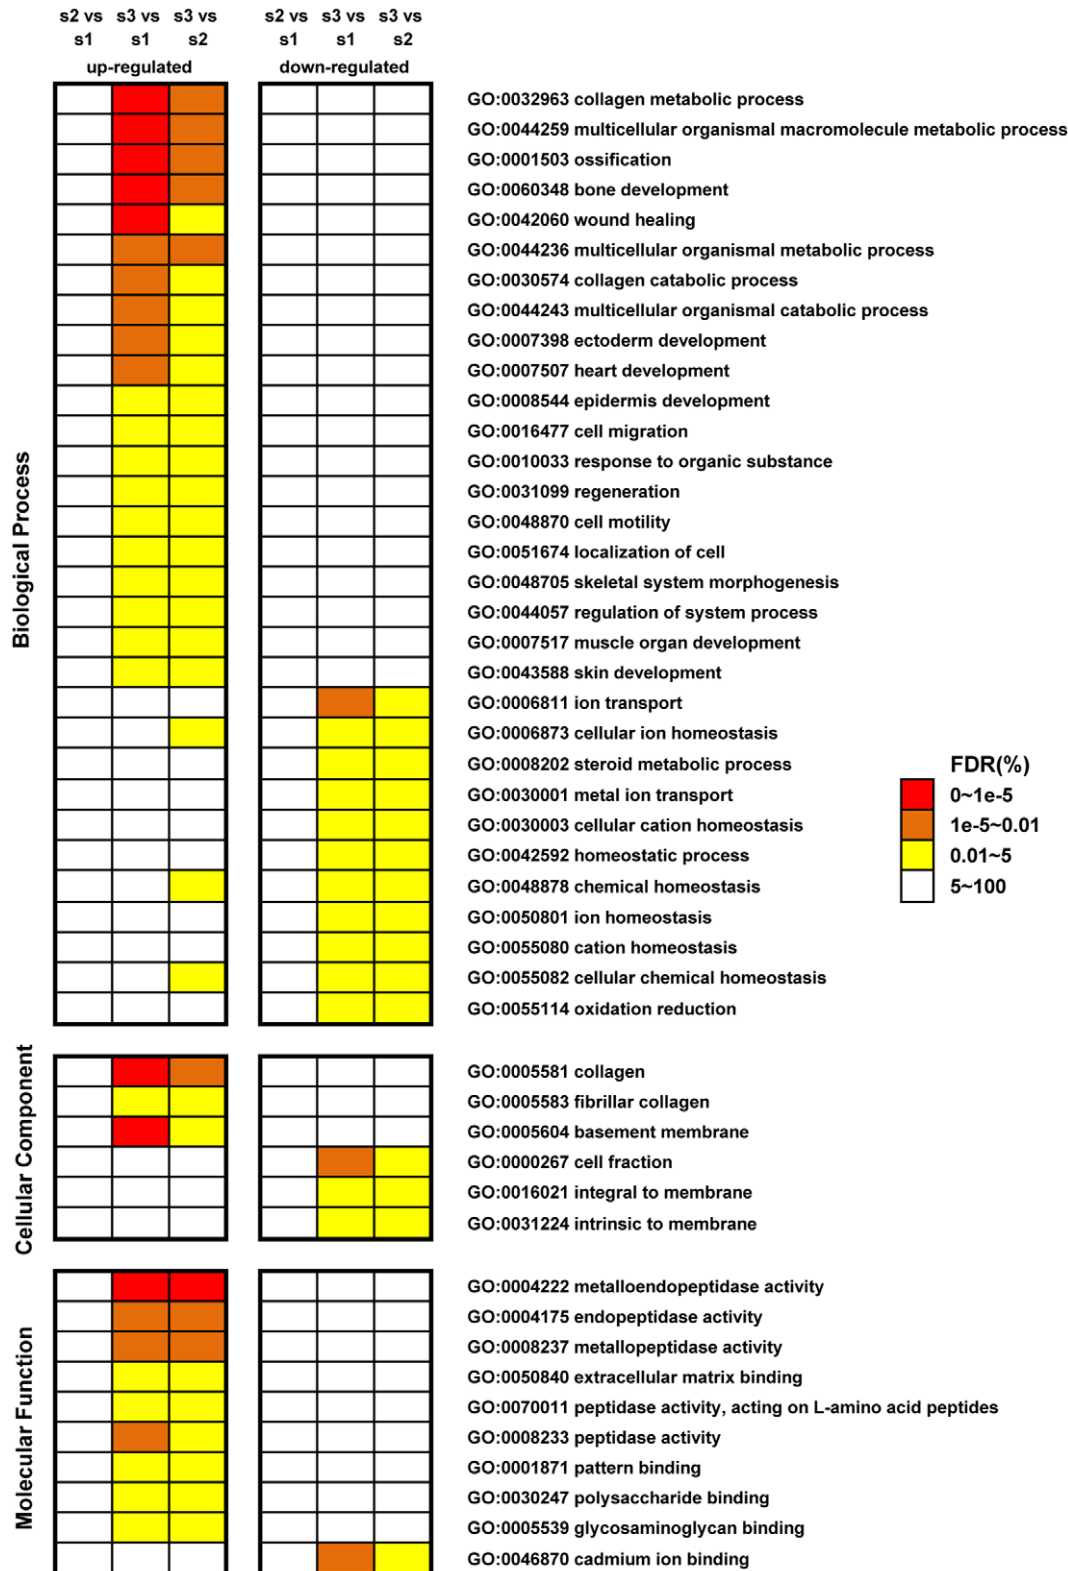 s2 vs s3 vs s3 vs
s1 s1 s2
up-regulated
s2 vs s3 vs s3 vs
s1 s1 s2
down-regulated
Biological Process
GO:0032963 collagen metabolic process
GO:0044259 multicellular organismal macromolecule metabolic process
GO:0001503 ossification
GO:0060348 bone development
GO:0042060 wound healing
GO:0044236 multicellular organismal metabolic process
GO:0030574 collagen catabolic process
GO:0044243 multicellular organismal catabolic process
GO:0007398 ectoderm development
GO:0007507 heart development
GO:0008544 epidermis development
GO:0016477 cell migration
GO:0010033 response to organic substance
GO:0031099 regeneration
GO:0048870 cell motility
GO:0051674 localization of cell
GO:0048705 skeletal system morphogenesis
GO:0044057 regulation of system process
GO:0007517 muscle organ development
GO:0043588 skin development
GO:0006811 ion transport
GO:0006873 cellular ion homeostasis
GO:0008202 steroid metabolic process
GO:0030001 metal ion transport
GO:0030003 cellular cation homeostasis
GO:0042592 homeostatic process
GO:0048878 chemical homeostasis
GO:0050801 ion homeostasis
GO:0055080 cation homeostasis
GO:0055082 cellular chemical homeostasis
GO:0055114 oxidation reduction
FDR(%)
0~1e-5
1e-5~0.01
0.01~5
5~100
Cellular Component
GO:0005581 collagen
GO:0005583 fibrillar collagen
GO:0005604 basement membrane
GO:0000267 cell fraction
GO:0016021 integral to membrane
GO:0031224 intrinsic to membrane
Molecular Function
GO:0004222 metalloendopeptidase activity
GO:0004175 endopeptidase activity
GO:0008237 metallopeptidase activity
GO:0050840 extracellular matrix binding
GO:0070011 peptidase activity, acting on L-amino acid peptides
GO:0008233 peptidase activity
GO:0001871 pattern binding
GO:0030247 polysaccharide binding
GO:0005539 glycosaminoglycan binding
GO:0046870 cadmium ion binding